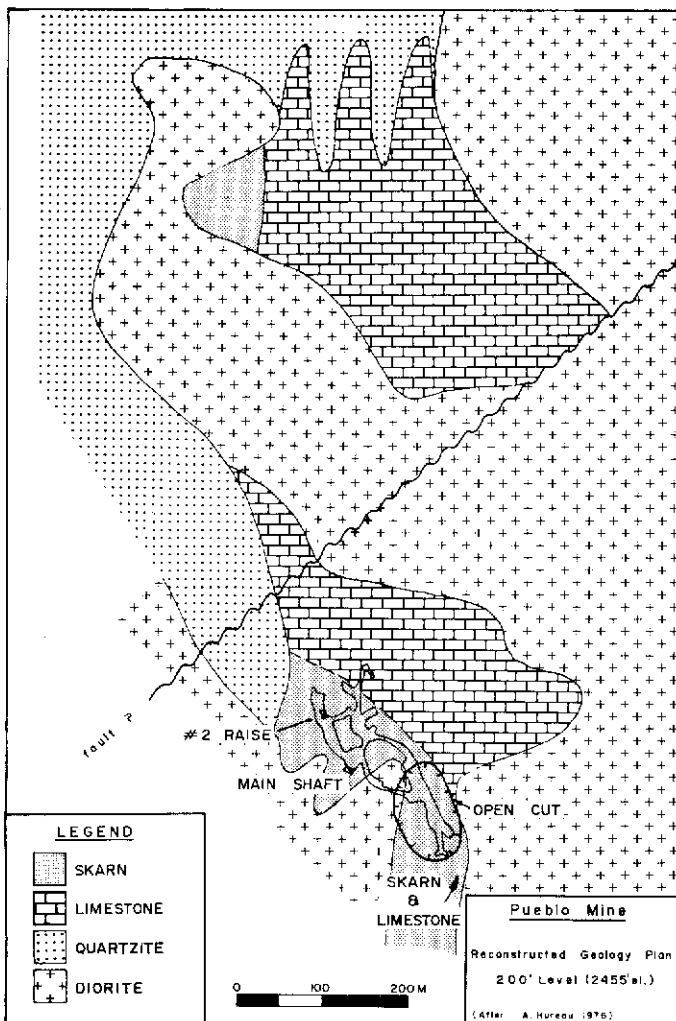 fault ?
#2 RAISE
MAIN SHAFT
OPEN CUT
SKARN
&
LIMESTONE
LEGEND
SKARN
LIMESTONE
QUARTZITE
DIORITE
0 100 200 M
Pueblo Mine
Reconstructed Geology Plan
200' Level (2455'el.)
(After A. Hureau 1976)